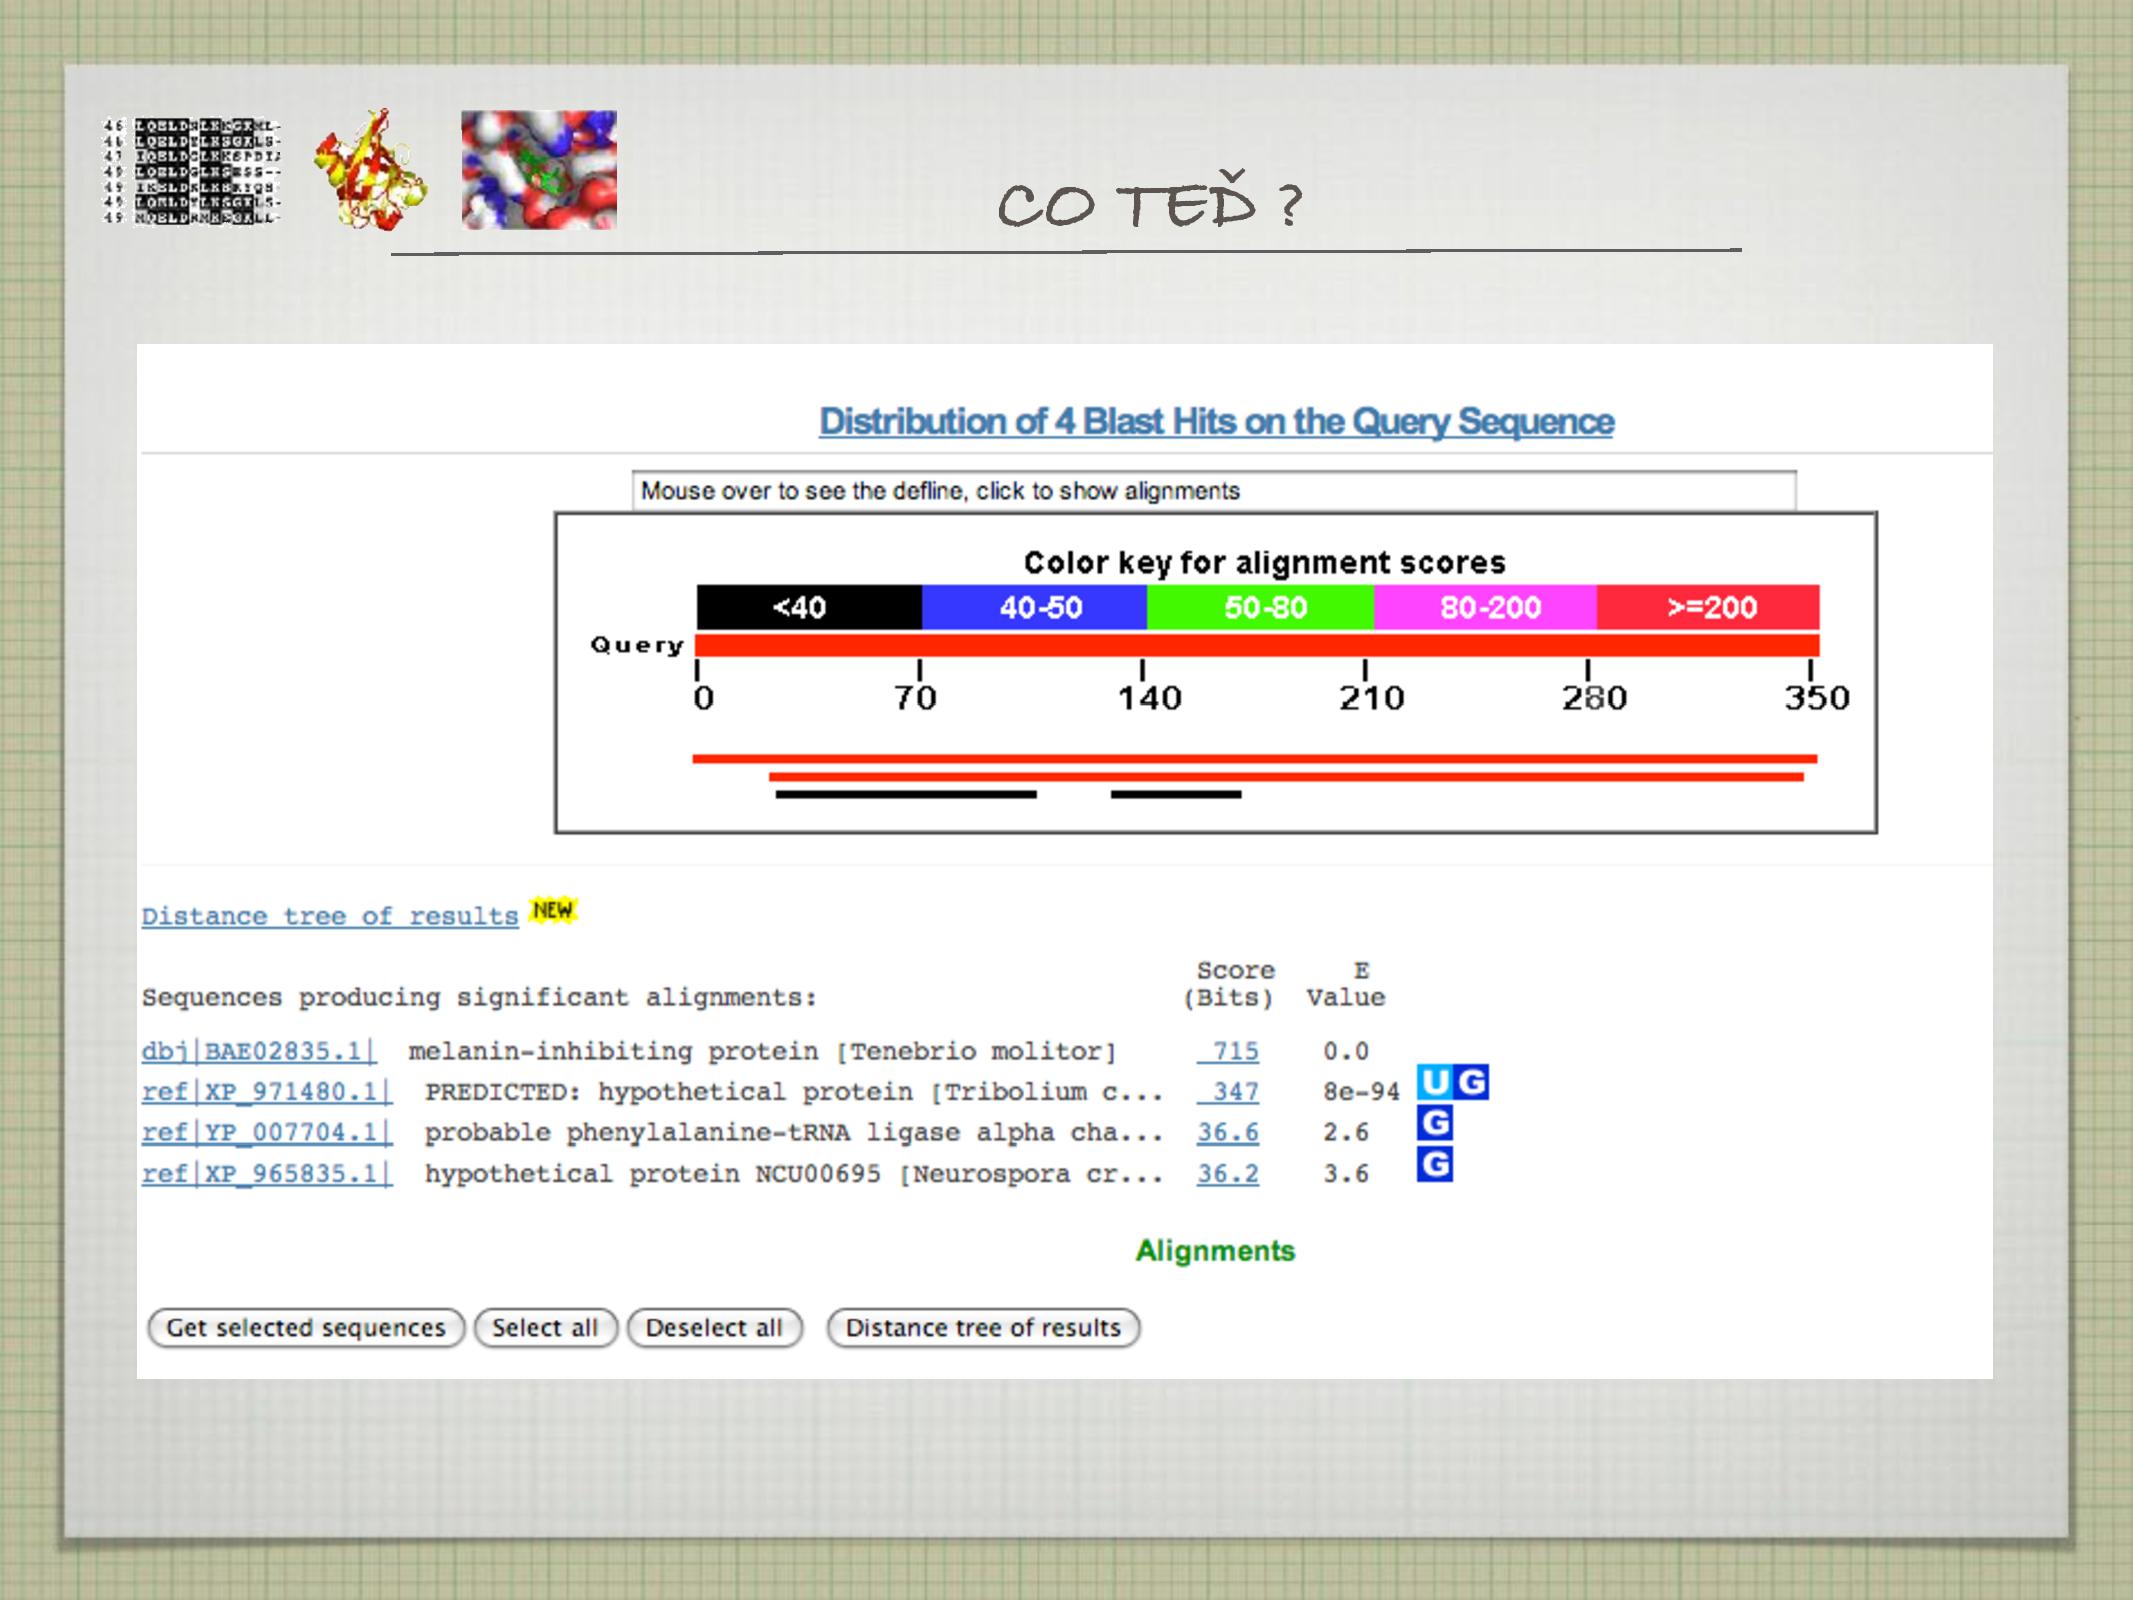 CO TEĎ ?
Distribution of 4 Blast Hits on the Query Sequence
Mouse over to see the defline, click to show alignments
Color key for alignment scores
<40 40-50 50-80 80-200 >=200
Query
0 70 140 210 280 350
Distance tree of results NEW
Score E
Sequences producing significant alignments: (Bits) Value
dbj|BAE02835.1| melanin-inhibiting protein [Tenebrio molitor] 715 0.0
ref|XP_971480.1| PREDICTED: hypothetical protein [Tribolium c... 347 8e-94 U G
ref|YP_007704.1| probable phenylalanine-tRNA ligase alpha cha... 36.6 2.6 G
ref|XP_965835.1| hypothetical protein NCU00695 [Neurospora cr... 36.2 3.6 G
Alignments
Get selected sequences Select all Deselect all Distance tree of results